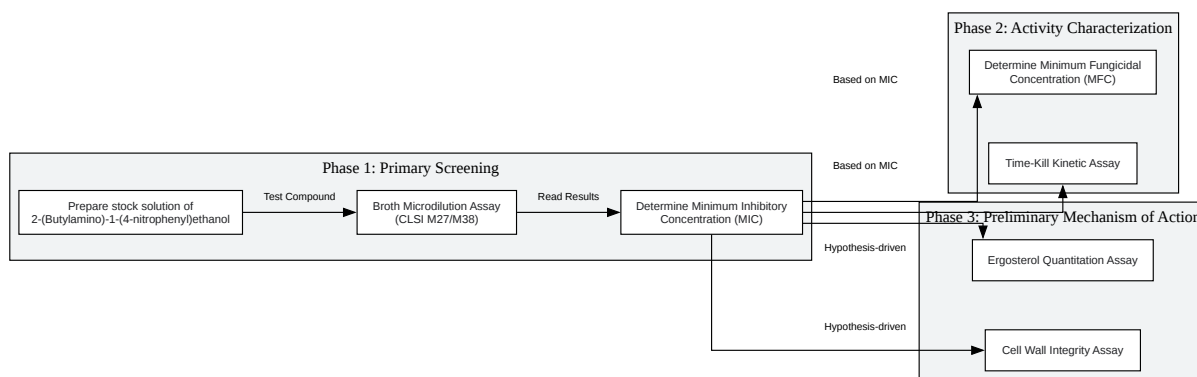 Phase 1: Primary Screening
Prepare stock solution of
2-(Butylamino)-1-(4-nitrophenyl)ethanol
Test Compound
Broth Microdilution Assay
(CLSI M27/M38)
Read Results
Determine Minimum Inhibitory
Concentration (MIC)
Based on MIC
Based on MIC
Hypothesis-driven
Hypothesis-driven
Phase 2: Activity Characterization
Determine Minimum Fungicidal
Concentration (MFC)
Time-Kill Kinetic Assay
Phase 3: Preliminary Mechanism of Action
Ergosterol Quantitation Assay
Cell Wall Integrity Assay